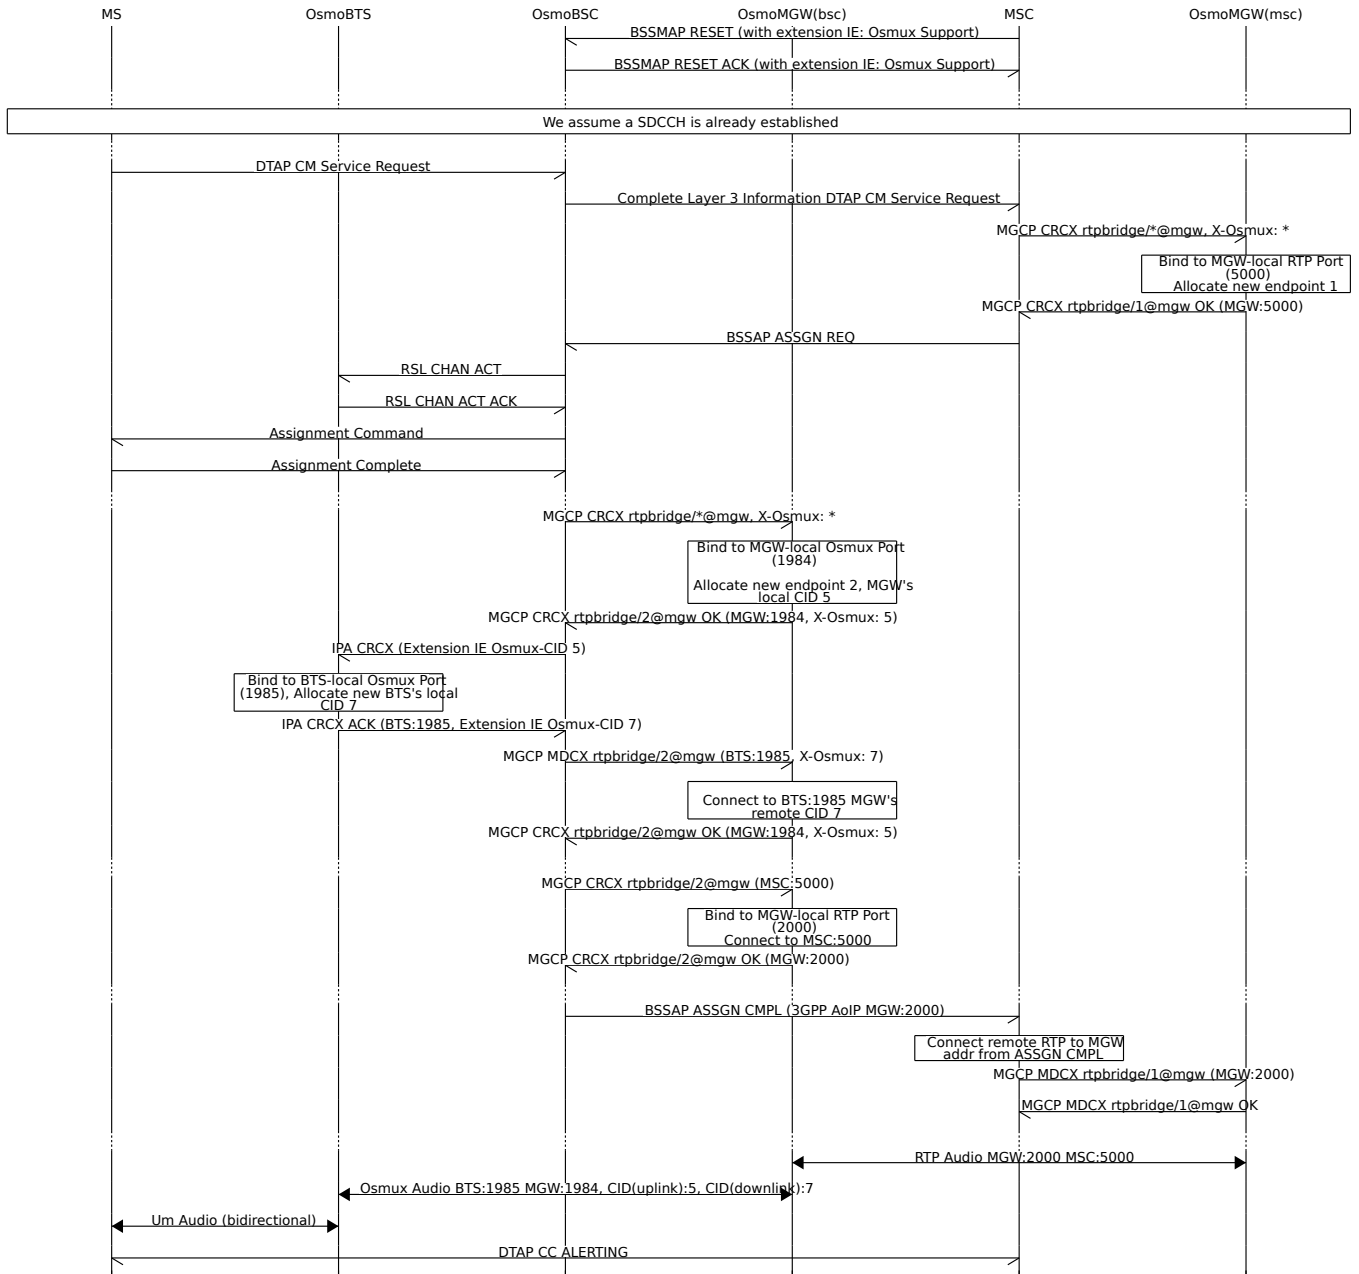 MS OsmoBTS OsmoBSC OsmoMGW(bsc) MSC OsmoMGW(msc)
BSSMAP RESET (with extension IE: Osmux Support)
BSSMAP RESET ACK (with extension IE: Osmux Support)
We assume a SDCCH is already established
DTAP CM Service Request
Complete Layer 3 Information DTAP CM Service Request
MGCP CRCX rtpbridge/*@mgw, X-Osmux: *
Bind to MGW-local RTP Port
(5000)
Allocate new endpoint 1
MGCP CRCX rtpbridge/1@mgw OK (MGW:5000)
BSSAP ASSGN REQ
RSL CHAN ACT
RSL CHAN ACT ACK
Assignment Command
Assignment Complete
MGCP CRCX rtpbridge/*@mgw, X-Osmux: *
Bind to MGW-local Osmux Port
(1984)
Allocate new endpoint 2, MGW's
local CID 5
MGCP CRCX rtpbridge/2@mgw OK (MGW:1984, X-Osmux: 5)
IPA CRCX (Extension IE Osmux-CID 5)
Bind to BTS-local Osmux Port
(1985), Allocate new BTS's local
CID 7
IPA CRCX ACK (BTS:1985, Extension IE Osmux-CID 7)
MGCP MDCX rtpbridge/2@mgw (BTS:1985, X-Osmux: 7)
Connect to BTS:1985 MGW's
remote CID 7
MGCP CRCX rtpbridge/2@mgw OK (MGW:1984, X-Osmux: 5)
MGCP CRCX rtpbridge/2@mgw (MSC:5000)
Bind to MGW-local RTP Port
(2000)
Connect to MSC:5000
MGCP CRCX rtpbridge/2@mgw OK (MGW:2000)
BSSAP ASSGN CMPL (3GPP AoIP MGW:2000)
Connect remote RTP to MGW
addr from ASSGN CMPL
MGCP MDCX rtpbridge/1@mgw (MGW:2000)
MGCP MDCX rtpbridge/1@mgw OK
RTP Audio MGW:2000 MSC:5000
Osmux Audio BTS:1985 MGW:1984, CID(uplink):5, CID(downlink):7
Um Audio (bidirectional)
DTAP CC ALERTING